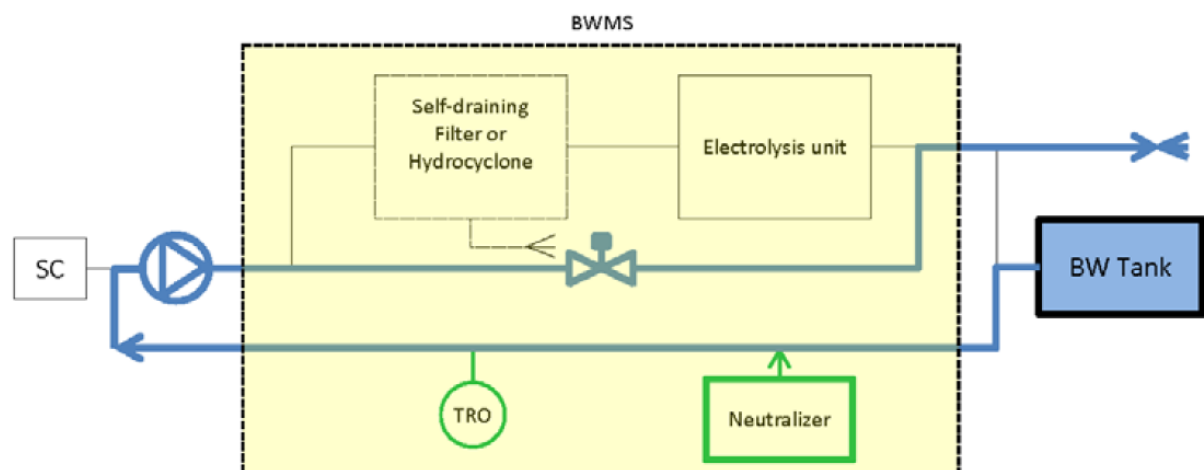 BWMS
Self-draining
Filter or
Hydrocyclone
Electrolysis unit
SC
BW Tank
TRO
Neutralizer